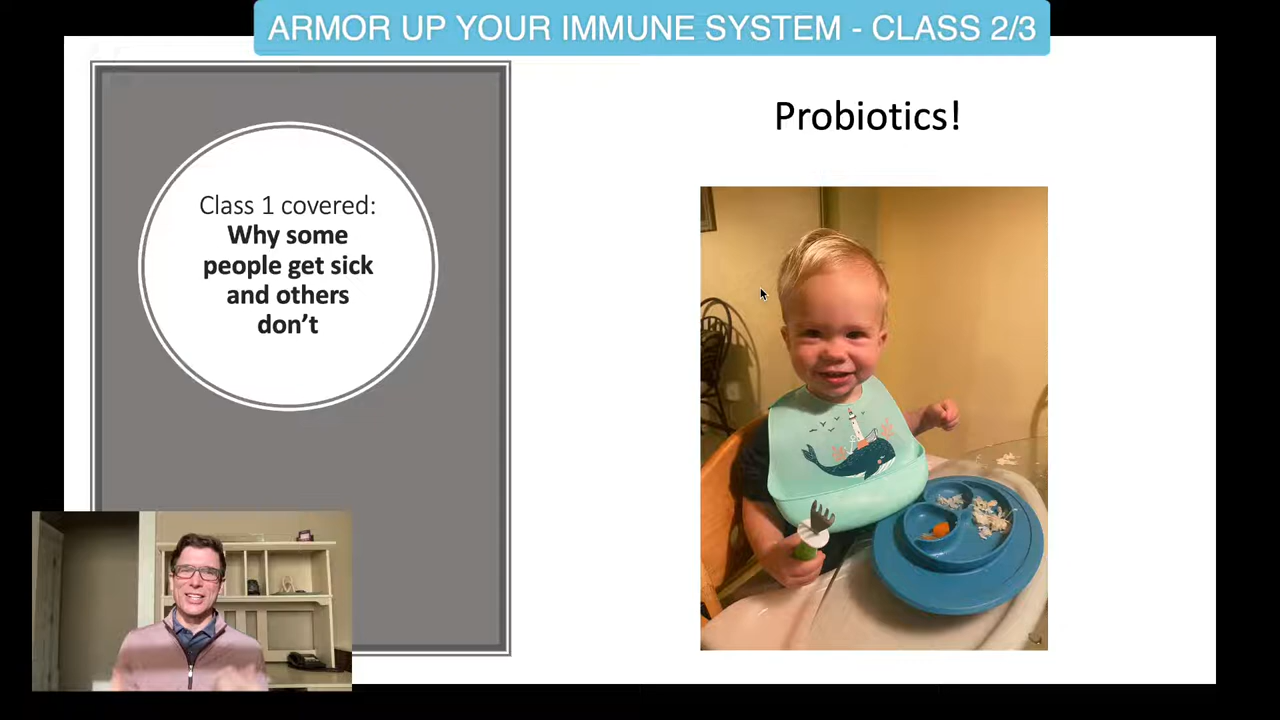 ARMOR UP YOUR IMMUNE SYSTEM - CLASS 2/3
Class 1 covered:
Why some
people get sick
and others
don’t
Probiotics!